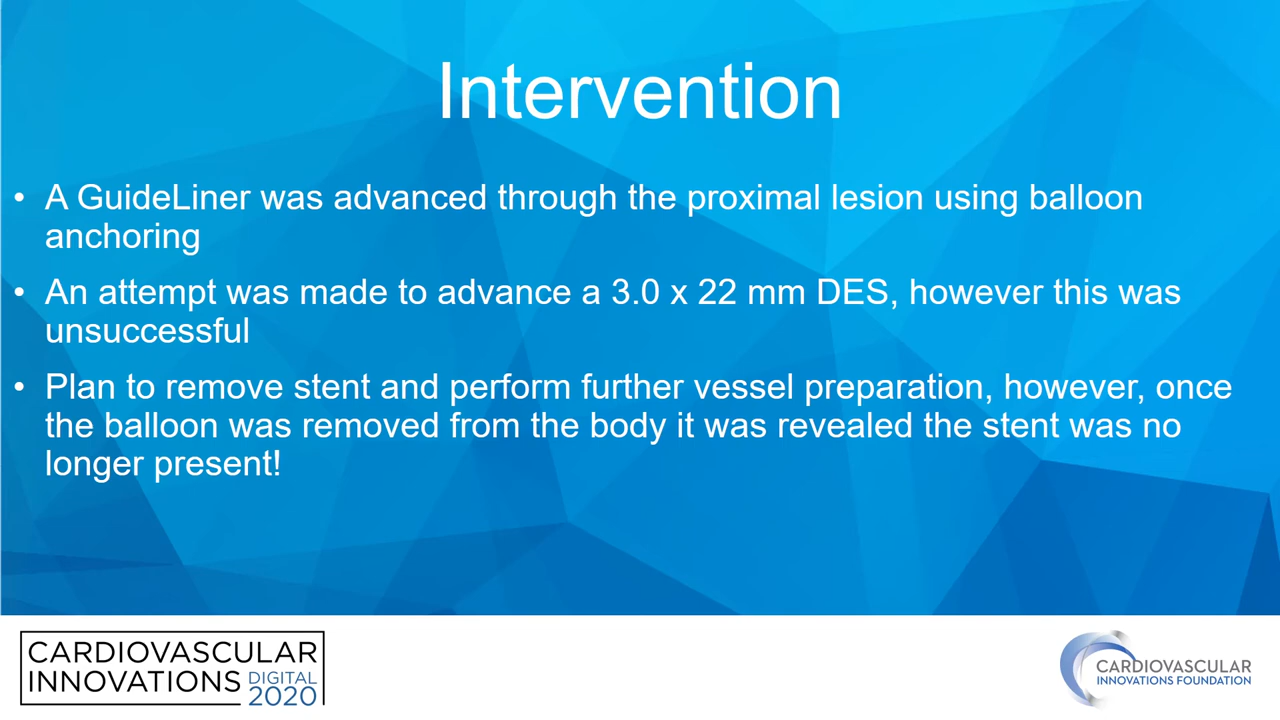 Intervention
• A GuideLiner was advanced through the proximal lesion using balloon
anchoring
• An attempt was made to advance a 3.0 x 22 mm DES, however this was
unsuccessful
• Plan to remove stent and perform further vessel preparation, however, once
the balloon was removed from the body it was revealed the stent was no
longer present!
CARDIOVASCULAR
INNOVATIONS DIGITAL
2020
CARDIOVASCULAR
INNOVATIONS FOUNDATION